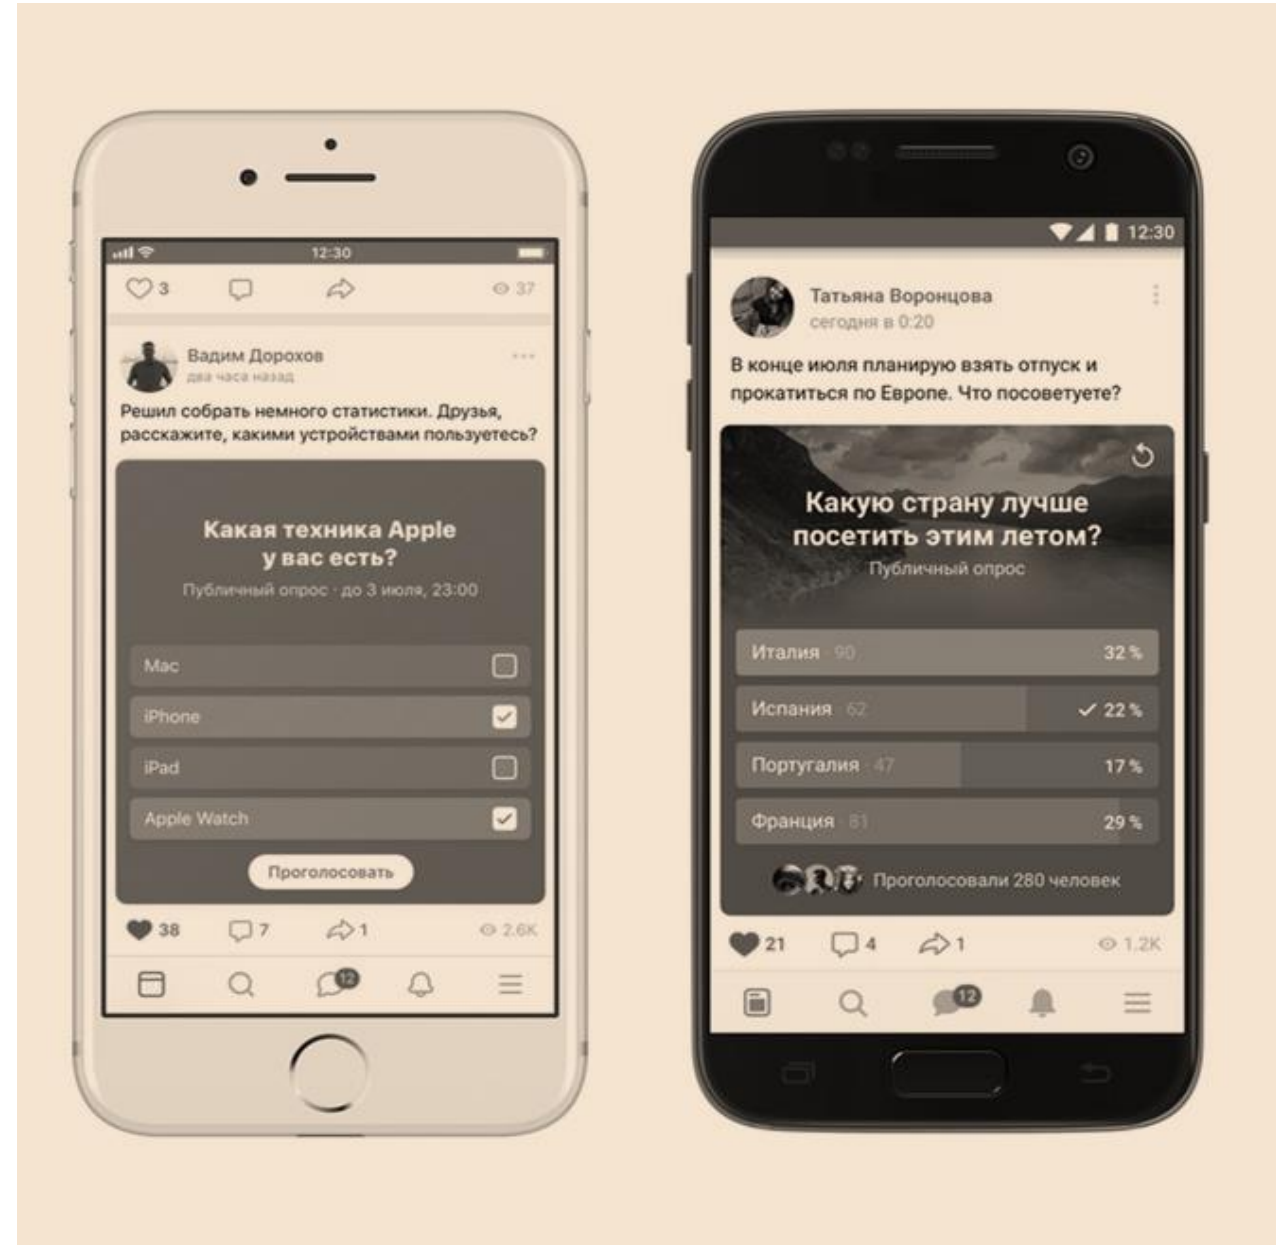 12:30
3
37
Вадим Дорохов
два часа назад
Решил собрать немного статистики. Друзья,
расскажите, какими устройствами пользуетесь?
Какая техника Apple
у вас есть?
Публичный опрос · до 3 июля, 23:00
Mac
iPhone
iPad
Apple Watch
Проголосовать
38 7 1 2.6K
12
12:30
Татьяна Воронцова
сегодня в 0:20
В конце июля планирую взять отпуск и
прокатиться по Европе. Что посоветуете?
Какую страну лучше
посетить этим летом?
Публичный опрос
Италия · 90 32 %
Испания · 62 22 %
Португалия · 47 17 %
Франция · 81 29 %
Проголосовали 280 человек
21 4 1 1.2K
12